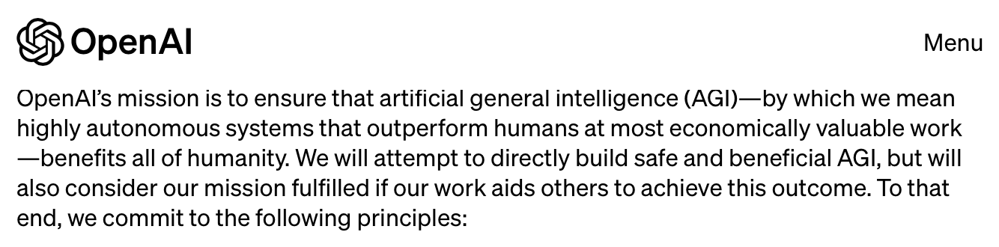 OpenAI
Menu
OpenAI’s mission is to ensure that artificial general intelligence (AGI)—by which we mean
highly autonomous systems that outperform humans at most economically valuable work
—benefits all of humanity. We will attempt to directly build safe and beneficial AGI, but will
also consider our mission fulfilled if our work aids others to achieve this outcome. To that
end, we commit to the following principles: